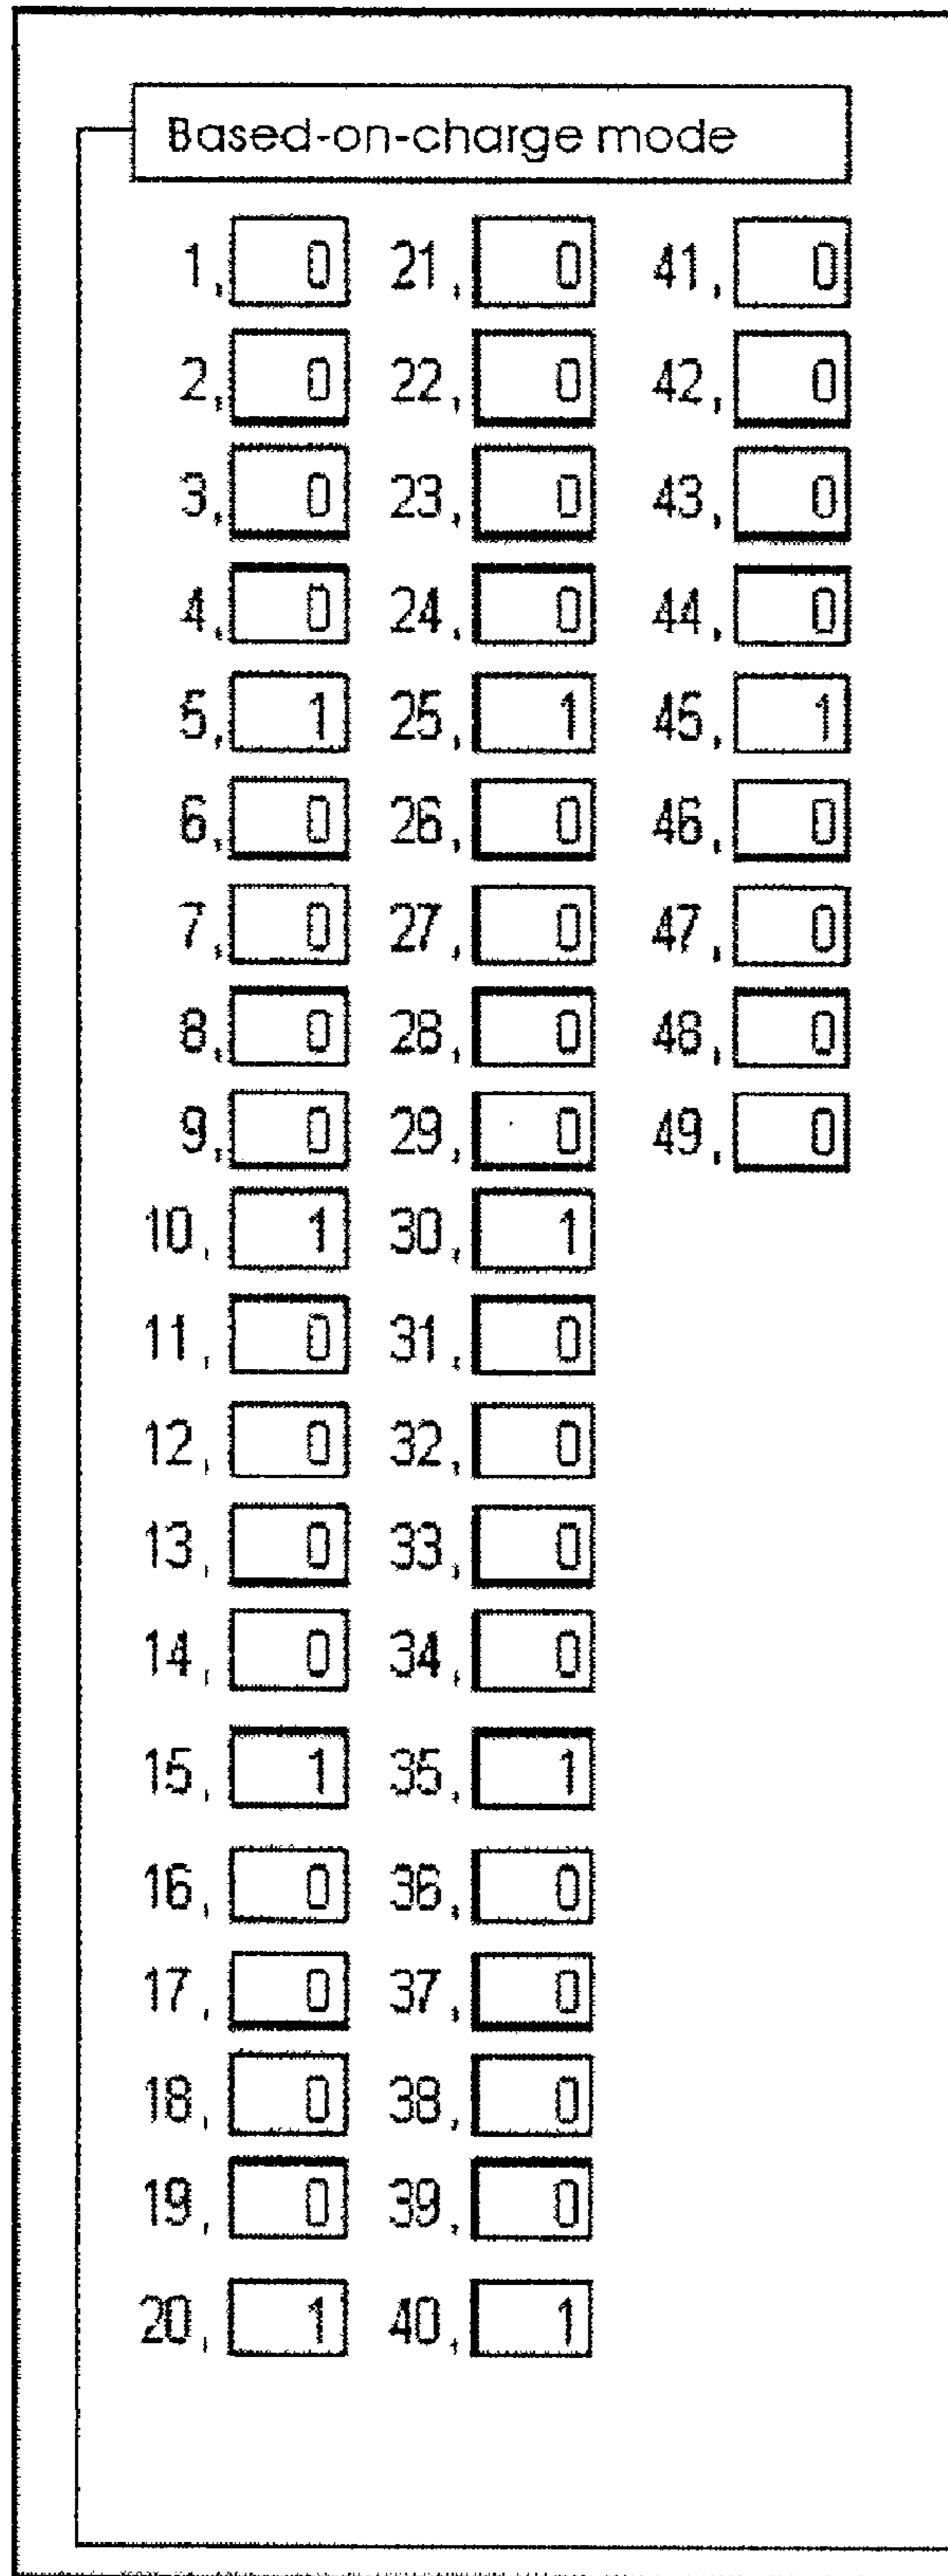 Based-on-charge mode
1, 0 21, 0 41, 0
2, 0 22, 0 42, 0
3, 0 23, 0 43, 0
4, 0 24, 0 44, 0
5, 1 25, 1 45, 1
6, 0 26, 0 46, 0
7, 0 27, 0 47, 0
8, 0 28, 0 48, 0
9, 0 29, 0 49, 0
10, 1 30, 1
11, 0 31, 0
12, 0 32, 0
13, 0 33, 0
14, 0 34, 0
15, 1 35, 1
16, 0 36, 0
17, 0 37, 0
18, 0 38, 0
19, 0 39, 0
20, 1 40, 1